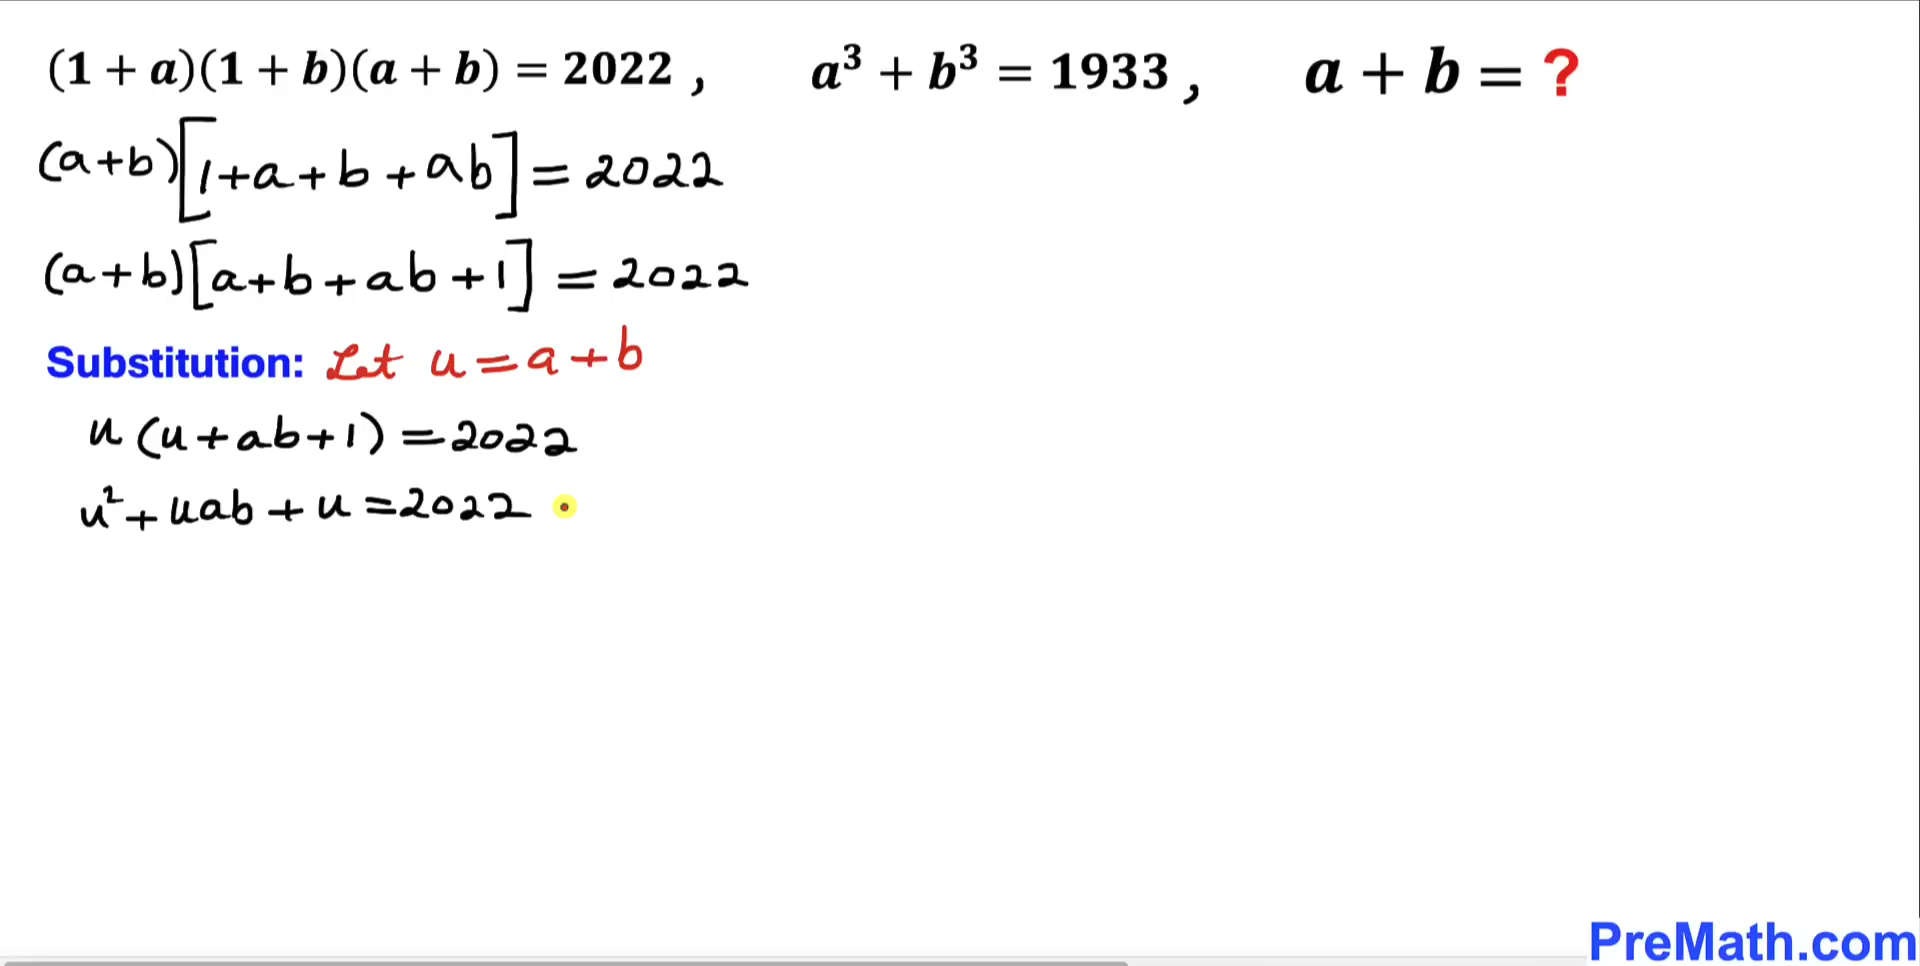 (1 + a)(1 + b)(a + b) = 2022 , a³ + b³ = 1933 , a + b = ?
(a+b)[1+a+b+ab] = 2022
(a+b)[a+b+ab+1] = 2022
Substitution: Let u = a+b
u(u+ab+1) = 2022
u² + uab + u = 2022
PreMath.com